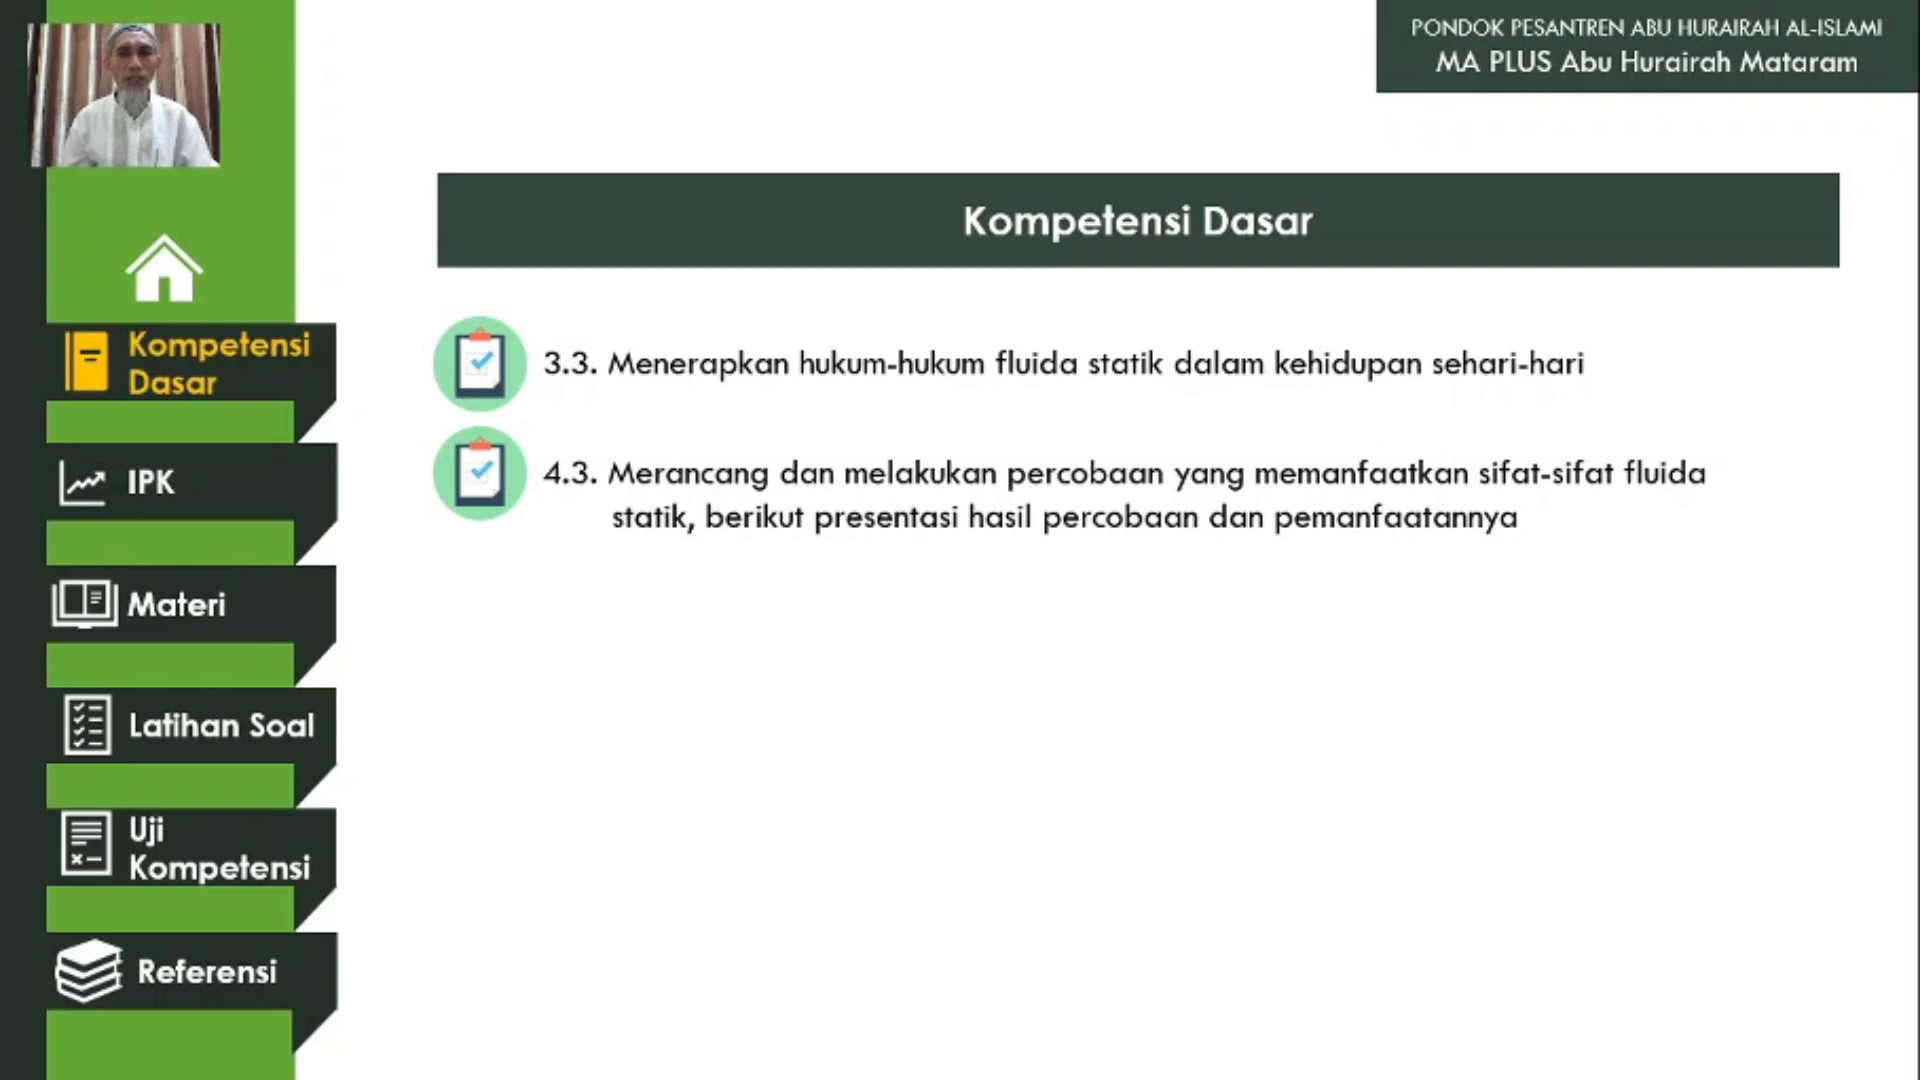 PONDOK PESANTREN ABU HURAIRAH AL-ISLAMI
MA PLUS Abu Hurairah Mataram
Kompetensi Dasar
3.3. Menerapkan hukum-hukum fluida statik dalam kehidupan sehari-hari
4.3. Merancang dan melakukan percobaan yang memanfaatkan sifat-sifat fluida
statik, berikut presentasi hasil percobaan dan pemanfaatannya
Kompetensi
Dasar
IPK
Materi
Latihan Soal
Uji
Kompetensi
Referensi